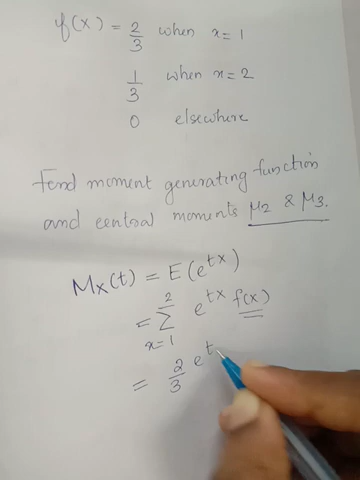 f(x) = 2/3 when x = 1
1/3 when x = 2
0 elsewhere
Find moment generating function
and central moments μ2 & μ3.
Mx(t) = E(e^tx)
= Σ_{x=1}^{2} e^tx f(x)
= 2/3 e^t